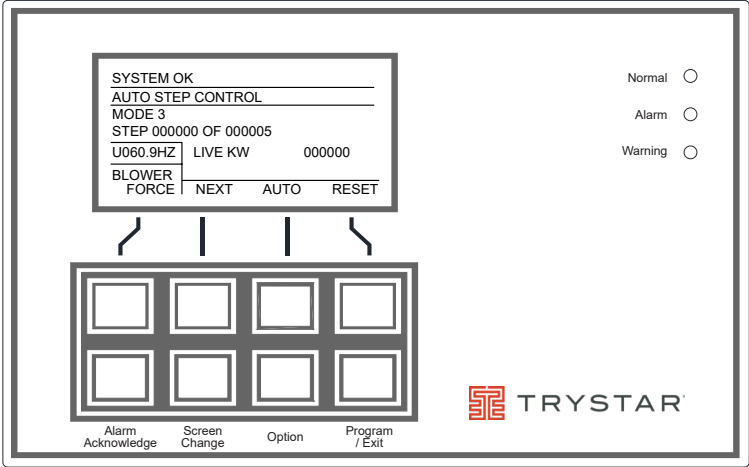 SYSTEM OK
AUTO STEP CONTROL
MODE 3
STEP 000000 OF 000005
U060.9HZ LIVE KW 000000
BLOWER
FORCE NEXT AUTO RESET
Normal
Alarm
Warning
Alarm
Acknowledge
Screen
Change
Option
Program
/ Exit
TRYSTAR